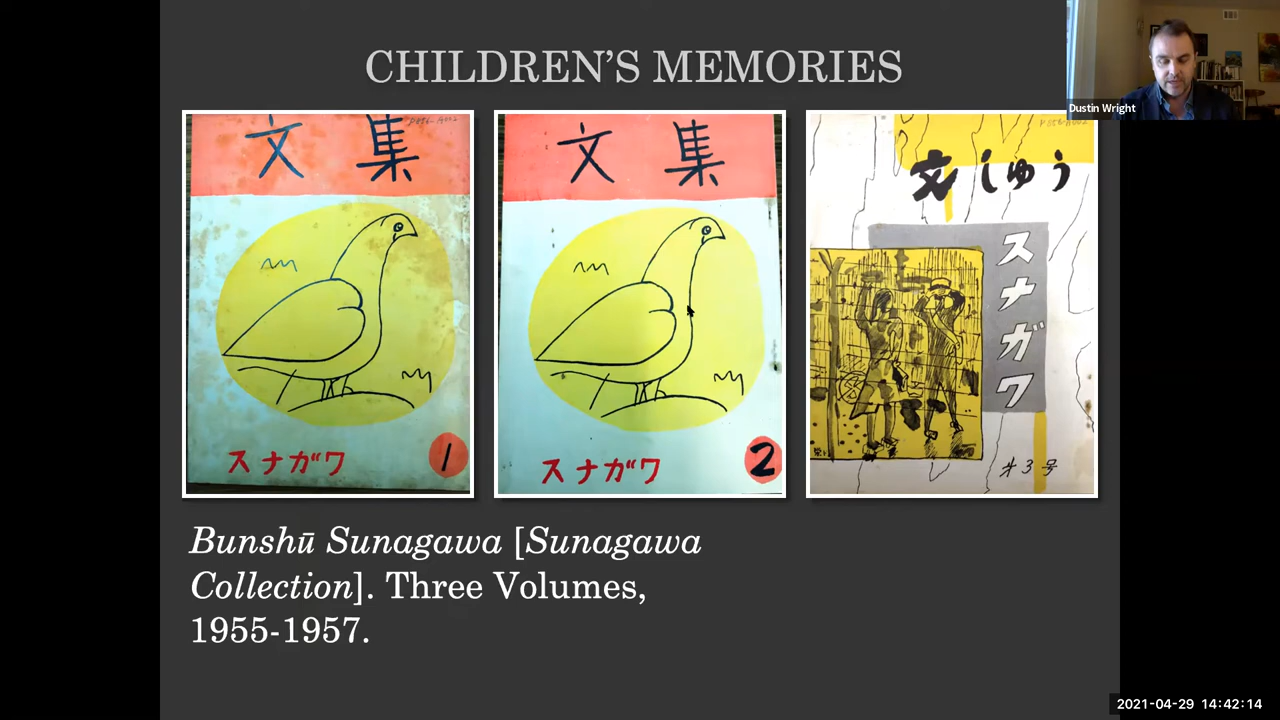 CHILDREN'S MEMORIES
Dustin Wright
文集
スナガワ
1
文集
スナガワ
2
文しゅう
スナガワ
オ3号
Bunshū Sunagawa [Sunagawa
Collection]. Three Volumes,
1955-1957.
2021-04-29 14:42:14